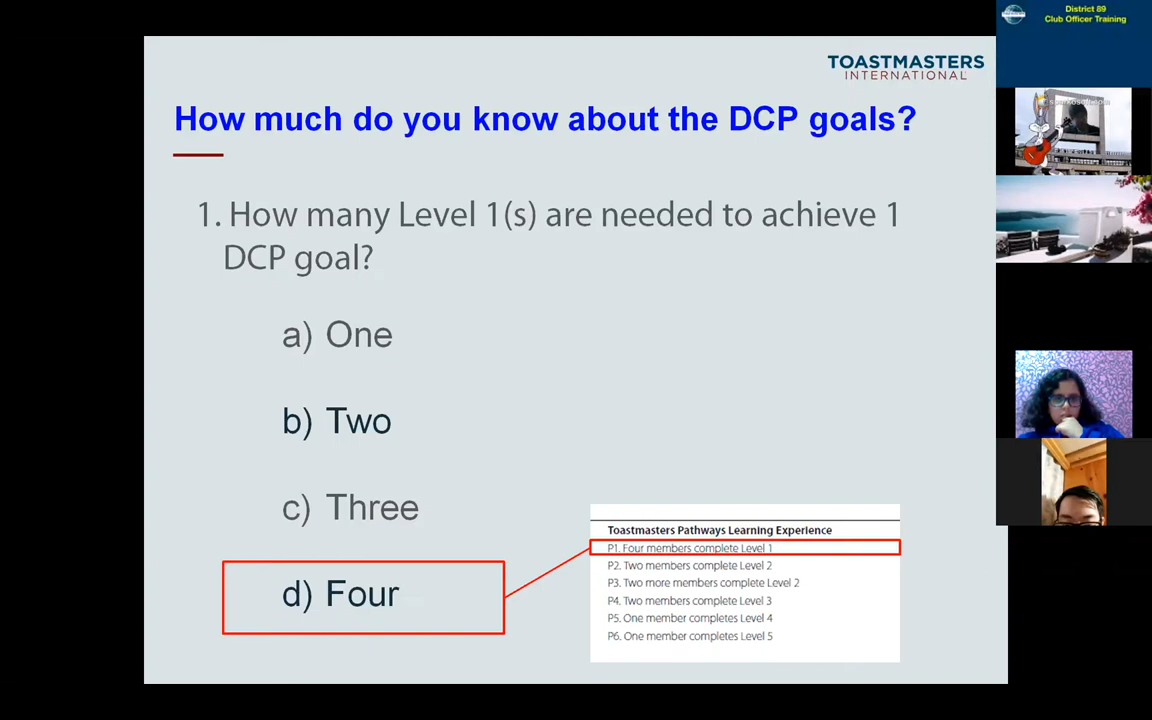 District 89
Club Officer Training
TOASTMASTERS
INTERNATIONAL
How much do you know about the DCP goals?
1. How many Level 1(s) are needed to achieve 1
DCP goal?
a) One
b) Two
c) Three
d) Four
Toastmasters Pathways Learning Experience
P1. Four members complete Level 1
P2. Two members complete Level 2
P3. Two more members complete Level 2
P4. Two members complete Level 3
P5. One member completes Level 4
P6. One member completes Level 5